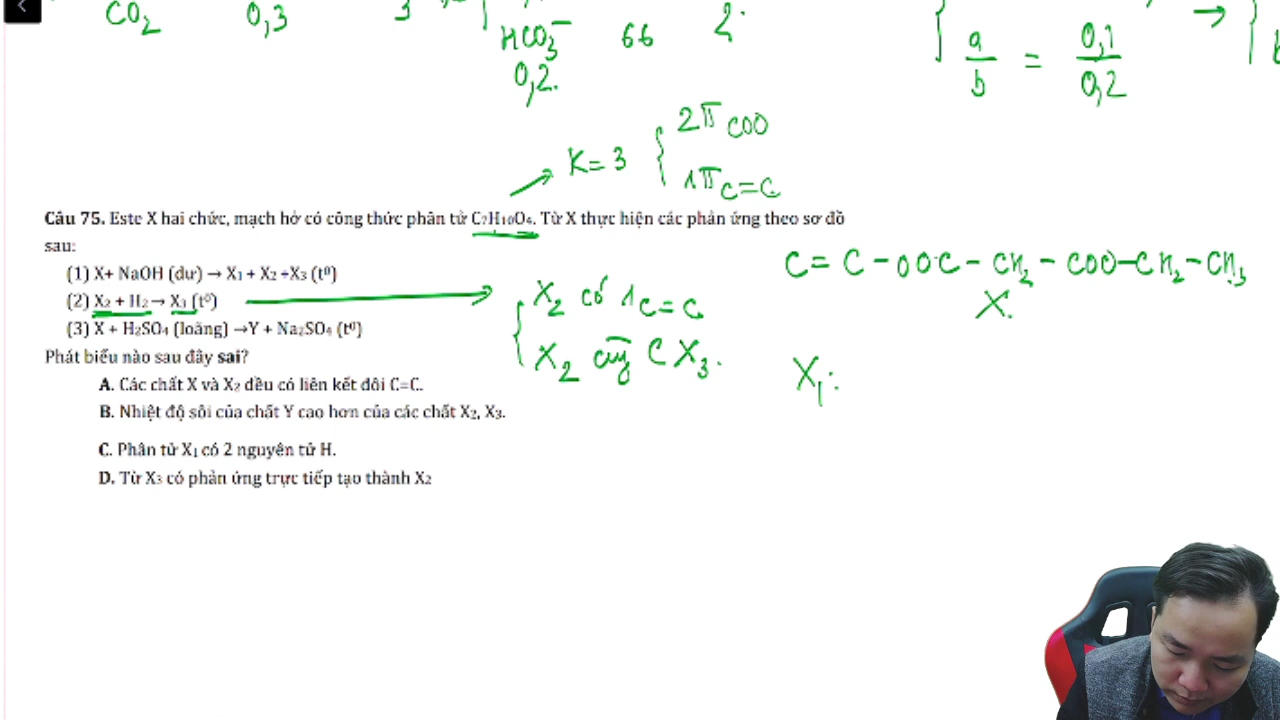 CO₂ 0,3 3
HCO₃⁻ 66 2
0,2.
a/b = 0,1/0,2 →
K=3 { 2π COO
1π C=C
Câu 75. Este X hai chức, mạch hở có công thức phân tử C₇H₁₀O₄. Từ X thực hiện các phản ứng theo sơ đồ
sau:
(1) X+ NaOH (dư) → X₁ + X₂ +X₃ (t⁰)
(2) X₂ + H₂→ X₃ (t⁰)
(3) X + H₂SO₄ (loãng) →Y + Na₂SO₄ (t⁰)
X₂ có 1 C=C
X₂ cùng C X₃.
C = C - OOC - CH₂ - COO-CH₂-CH₃
X.
X₁:
Phát biểu nào sau đây sai?
A. Các chất X và X₂ đều có liên kết đôi C=C.
B. Nhiệt độ sôi của chất Y cao hơn của các chất X₂, X₃.
C. Phân tử X₁ có 2 nguyên tử H.
D. Từ X₃ có phản ứng trực tiếp tạo thành X₂